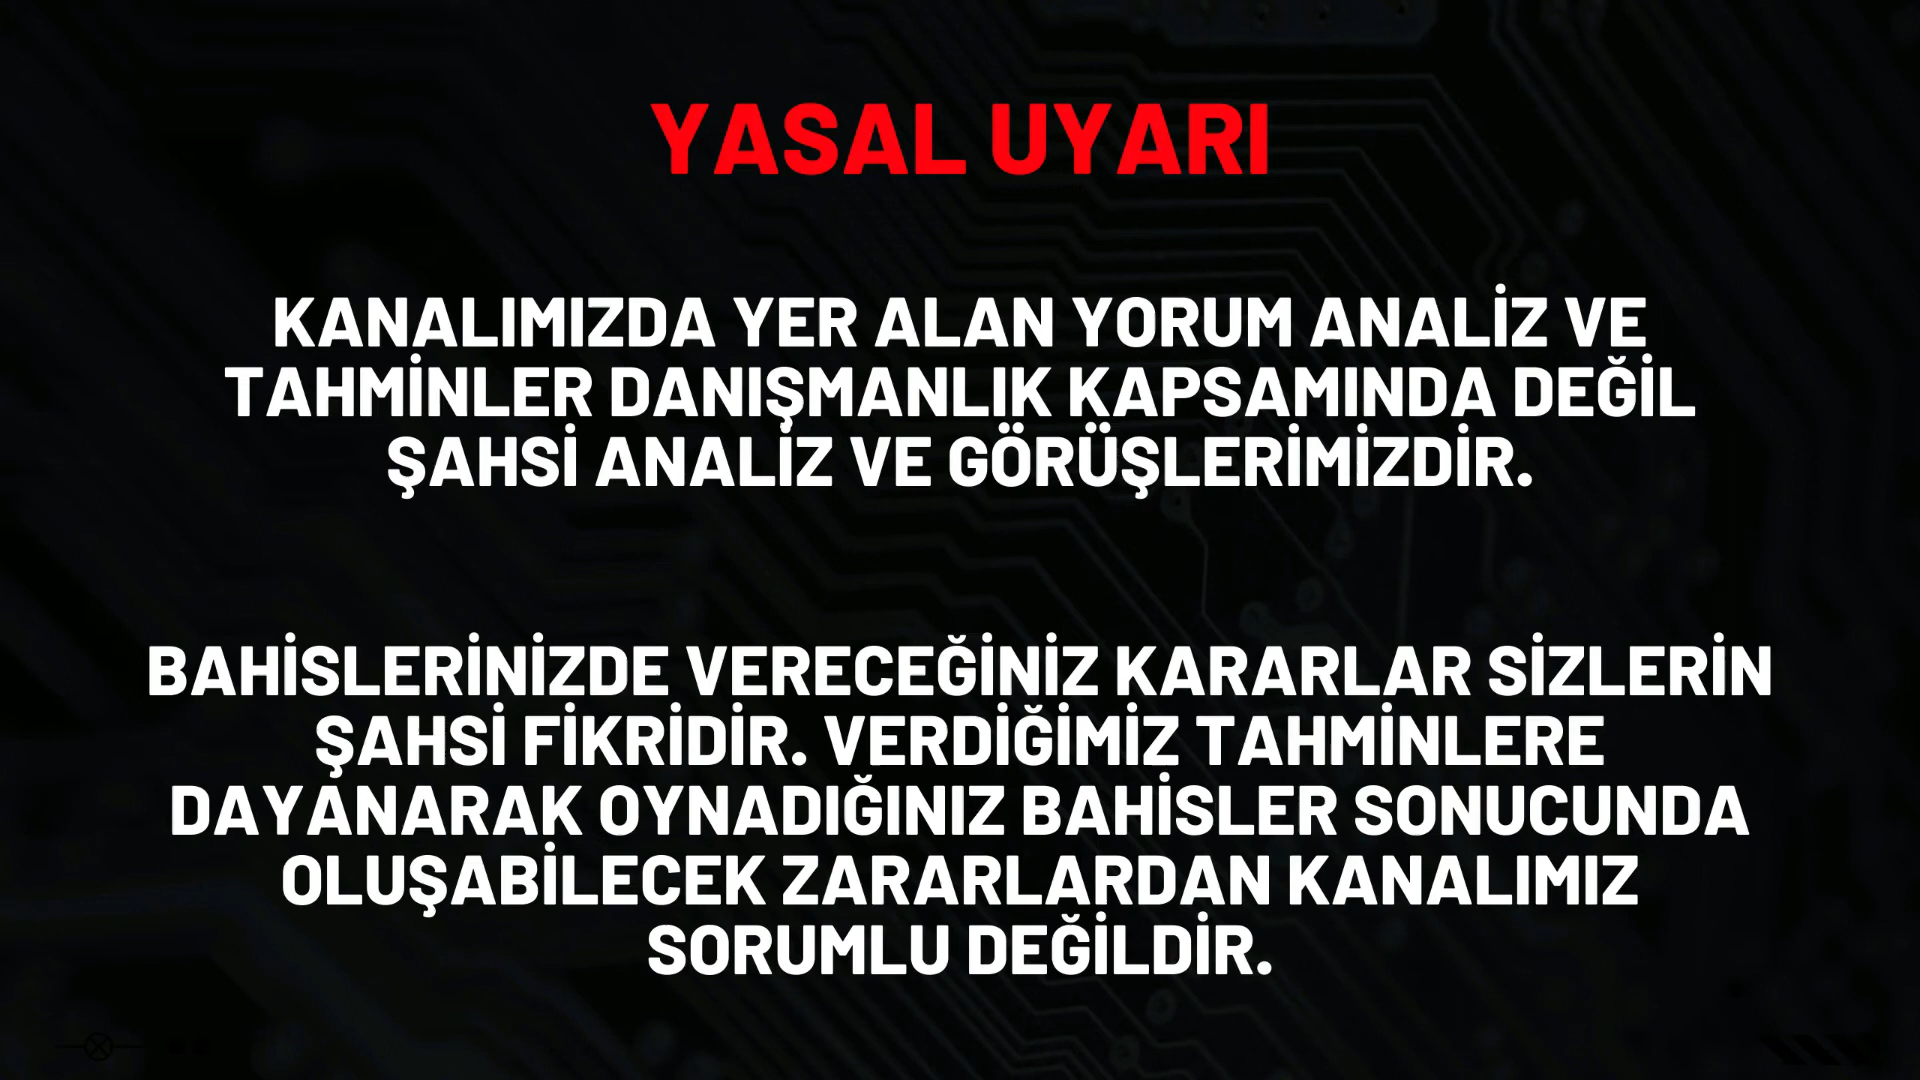 YASAL UYARI
KANALIMIZDA YER ALAN YORUM ANALİZ VE
TAHMİNLER DANIŞMANLIK KAPSAMINDA DEĞİL
ŞAHSİ ANALİZ VE GÖRÜŞLERİMİZDİR.
BAHİSLERİNİZDE VERECEĞİNİZ KARARLAR SİZLERİN
ŞAHSİ FİKRİDİR. VERDİĞİMİZ TAHMİNLERE
DAYANARAK OYNADIĞINIZ BAHİSLER SONUCUNDA
OLUŞABİLECEK ZARARLARDAN KANALIMIZ
SORUMLU DEĞİLDİR.